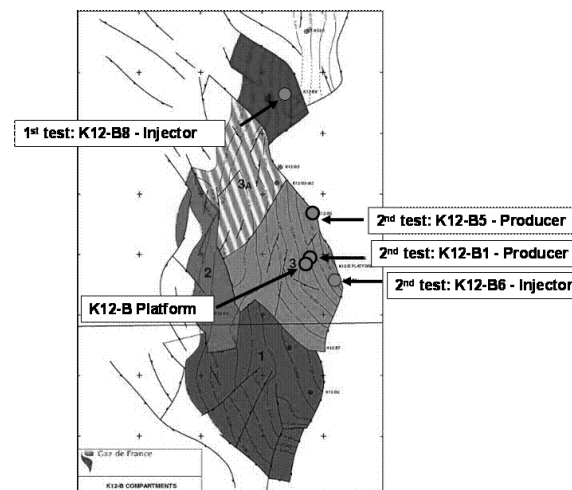 1st test: K12-B8 - Injector
3A
2nd test: K12-B5 - Producer
2nd test: K12-B1 - Producer
3
2
2nd test: K12-B6 - Injector
K12-B Platform
1
Gaz de France
K12-B COMPARTMENTS